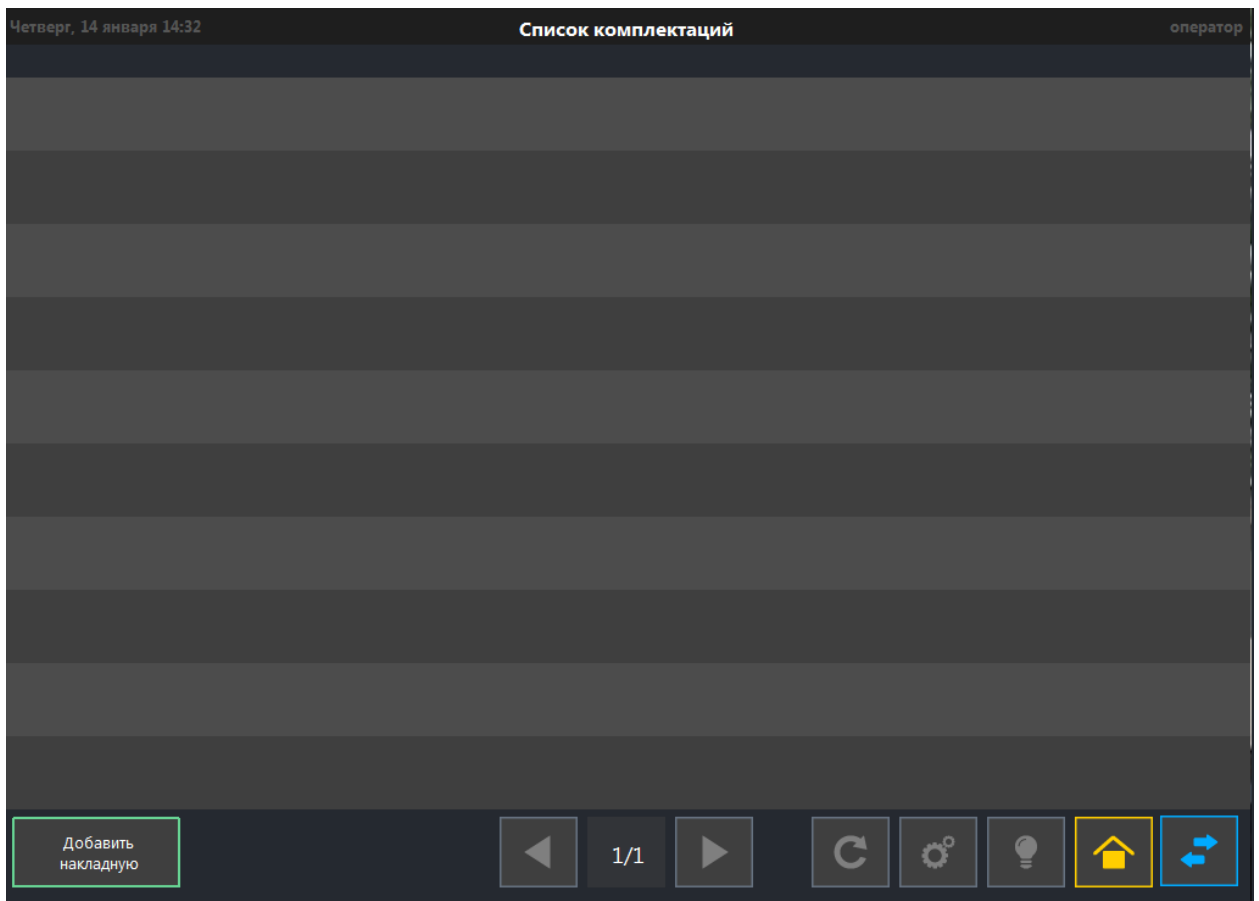 Четверг, 14 января 14:32
Список комплектаций
оператор
Добавить
накладную
1/1